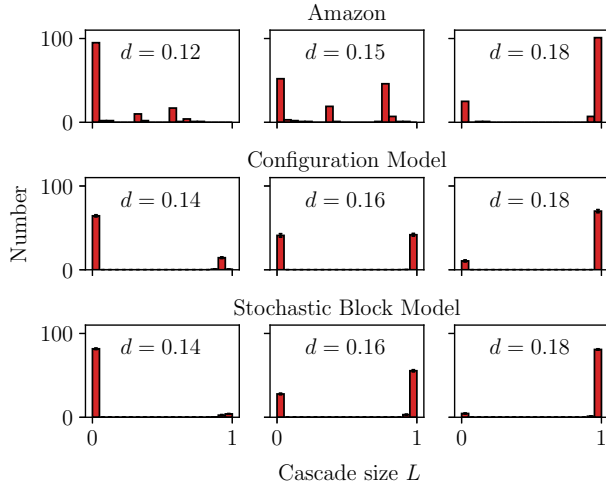 Amazon
100
0
d = 0.12
d = 0.15
d = 0.18
Configuration Model
100
0
d = 0.14
d = 0.16
d = 0.18
Number
Stochastic Block Model
100
0
d = 0.14
d = 0.16
d = 0.18
0 1 0 1 0 1
Cascade size L